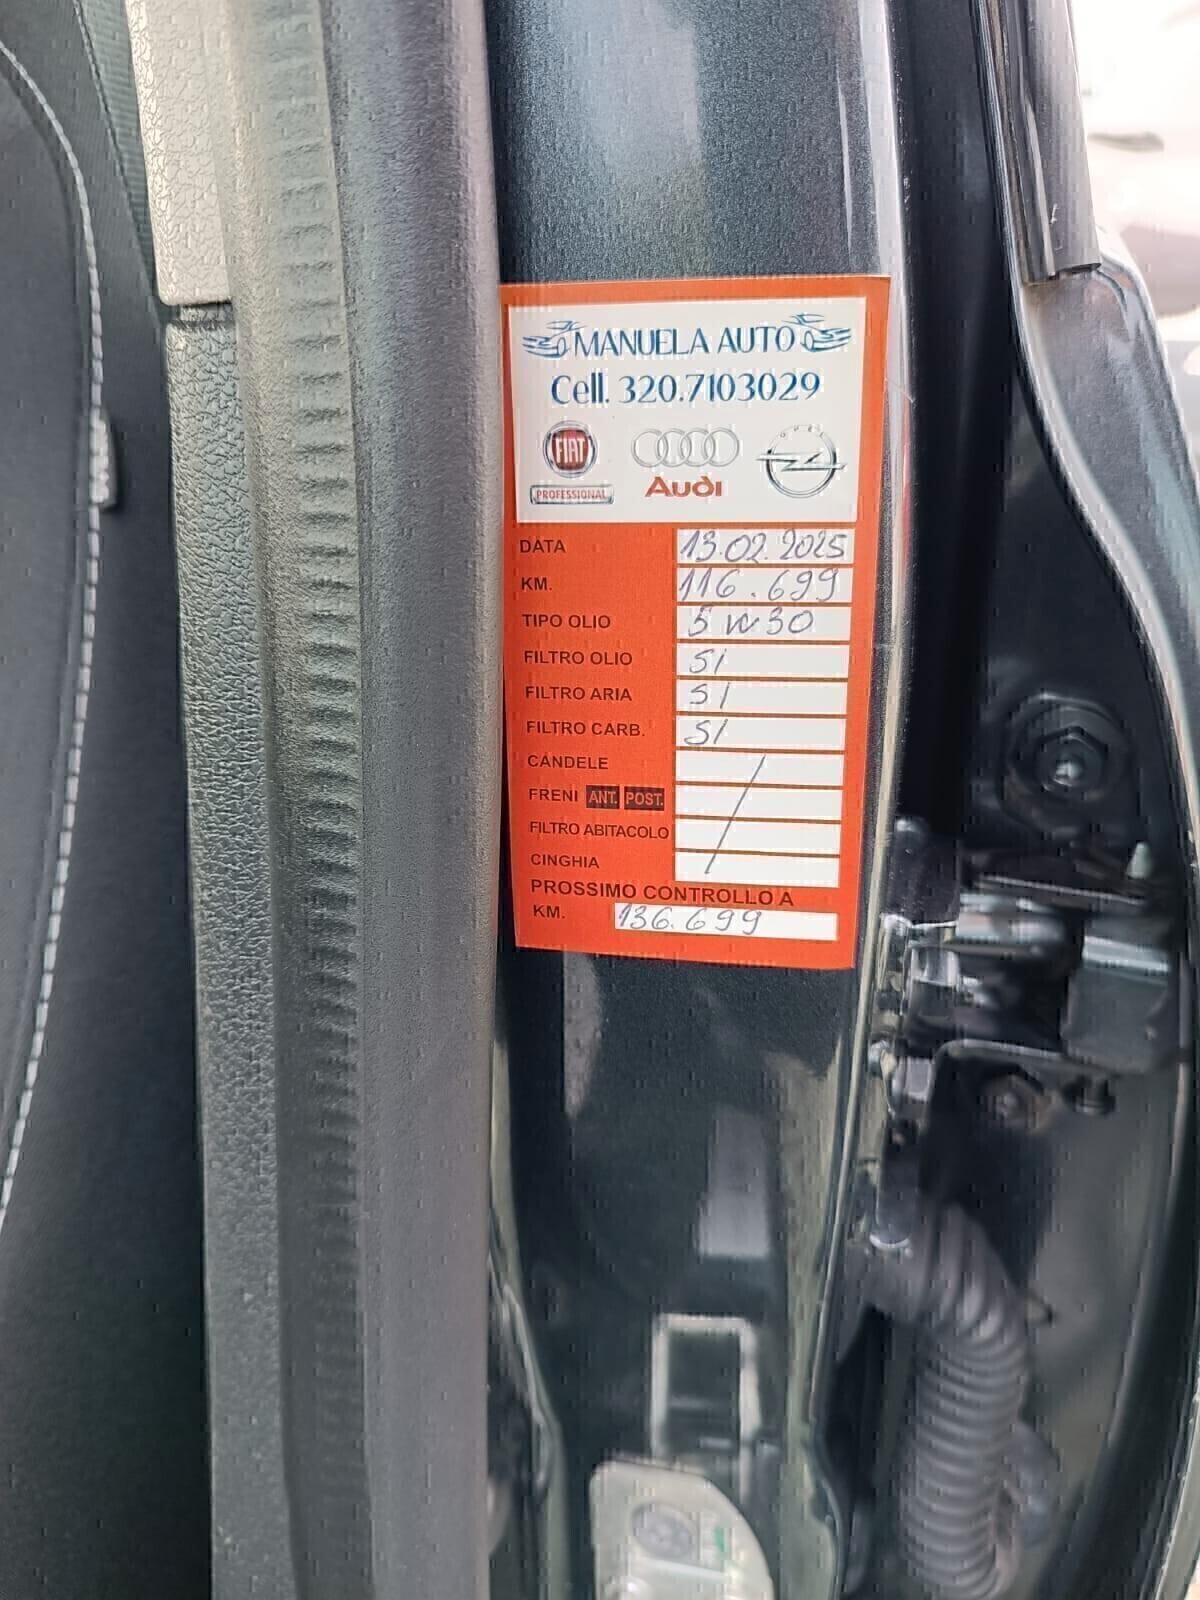 MANUELA AUTO
Cell. 320.7103029
FIAT
OPEL
PROFESSIONAL
Audi
DATA 13.02.2025
KM. 116.699
TIPO OLIO 5W30
FILTRO OLIO SI
FILTRO ARIA SI
FILTRO CARB. SI
CANDELE
FRENI ANT. POST.
FILTRO ABITACOLO
CINGHIA
PROSSIMO CONTROLLO A
KM. 136.699